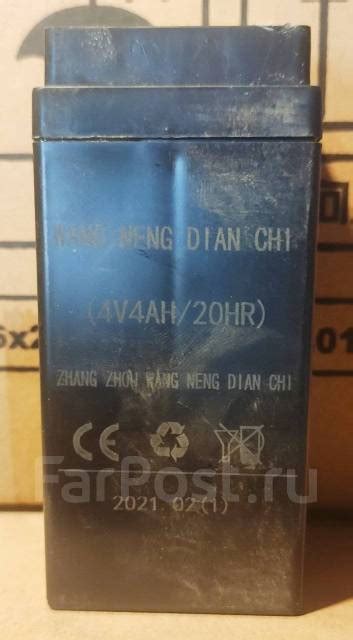 WANG NENG DIAN CHI
(4V4AH/20HR)
ZHANG ZHOU WANG NENG DIAN CHI
CE
2021.02(1)
FarPost.ru